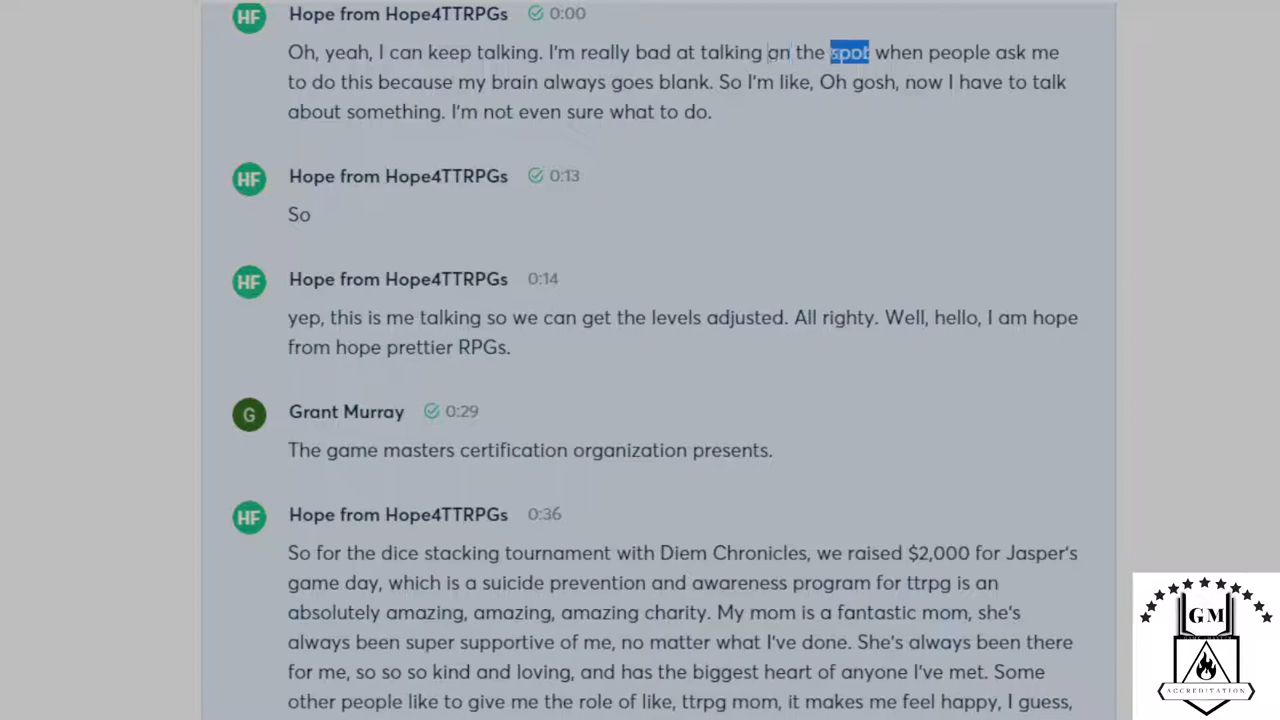 HF Hope from Hope4TTRPGs 0:00
Oh, yeah, I can keep talking. I'm really bad at talking on the spot when people ask me
to do this because my brain always goes blank. So I'm like, Oh gosh, now I have to talk
about something. I'm not even sure what to do.
HF Hope from Hope4TTRPGs 0:13
So
HF Hope from Hope4TTRPGs 0:14
yep, this is me talking so we can get the levels adjusted. All righty. Well, hello, I am hope
from hope prettier RPGs.
G Grant Murray 0:29
The game masters certification organization presents.
HF Hope from Hope4TTRPGs 0:36
So for the dice stacking tournament with Diem Chronicles, we raised $2,000 for Jasper's
game day, which is a suicide prevention and awareness program for ttrpg is an
absolutely amazing, amazing, amazing charity. My mom is a fantastic mom, she's
always been super supportive of me, no matter what I've done. She's always been there
for me, so so so kind and loving, and has the biggest heart of anyone I've met. Some
other people like to give me the role of like, ttrpg mom, it makes me feel happy, I guess,
GM
ACCREDITATION